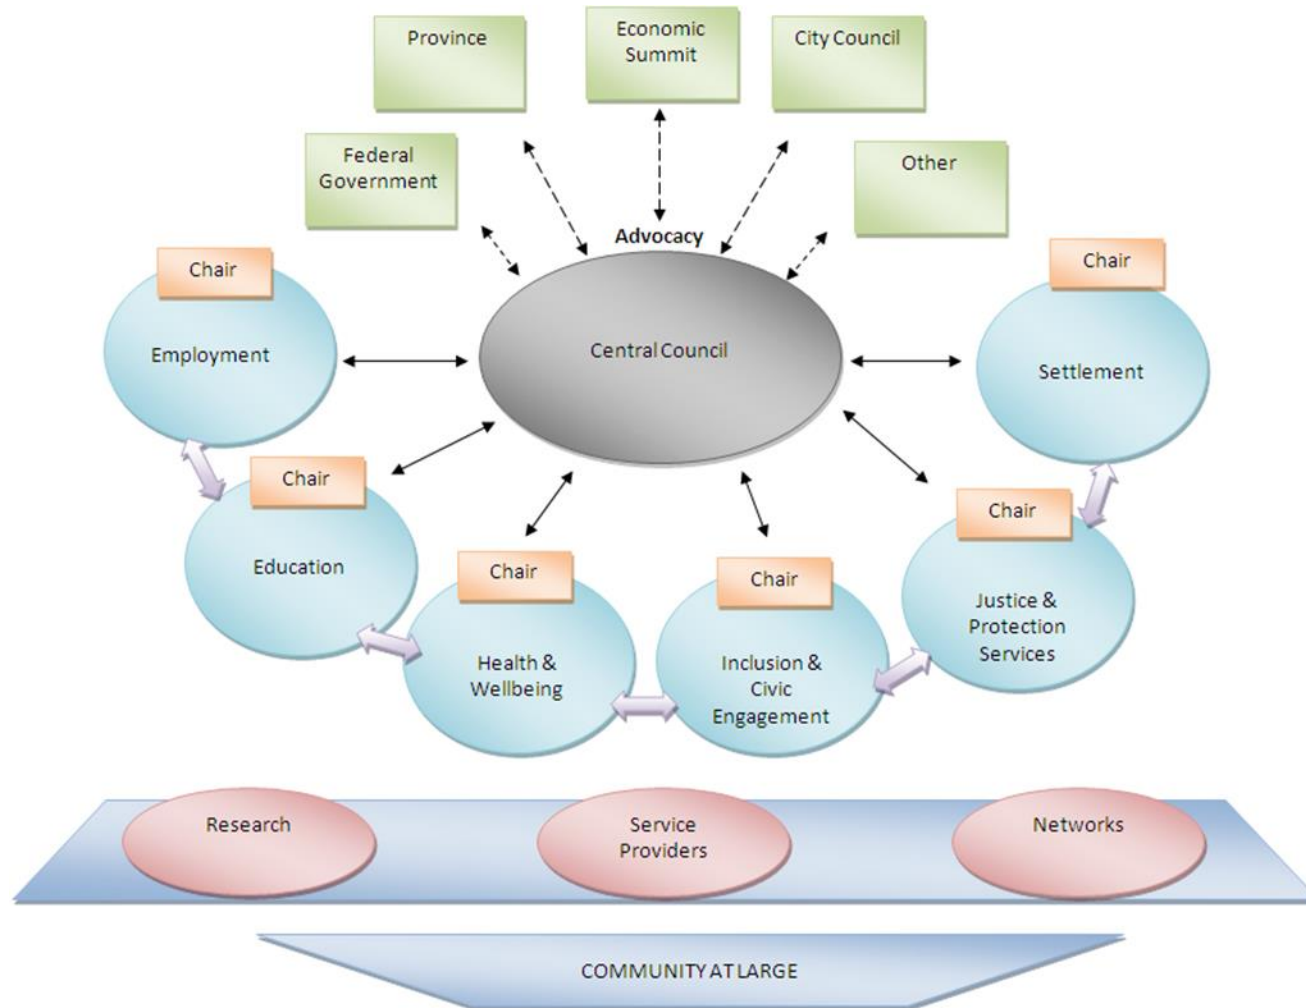 Province
Economic
Summit
City Council
Federal
Government
Other
Advocacy
Chair
Chair
Employment
Central Council
Settlement
Chair
Chair
Education
Justice &
Protection
Services
Chair
Chair
Health &
Wellbeing
Inclusion &
Civic
Engagement
Research
Service
Providers
Networks
COMMUNITY AT LARGE